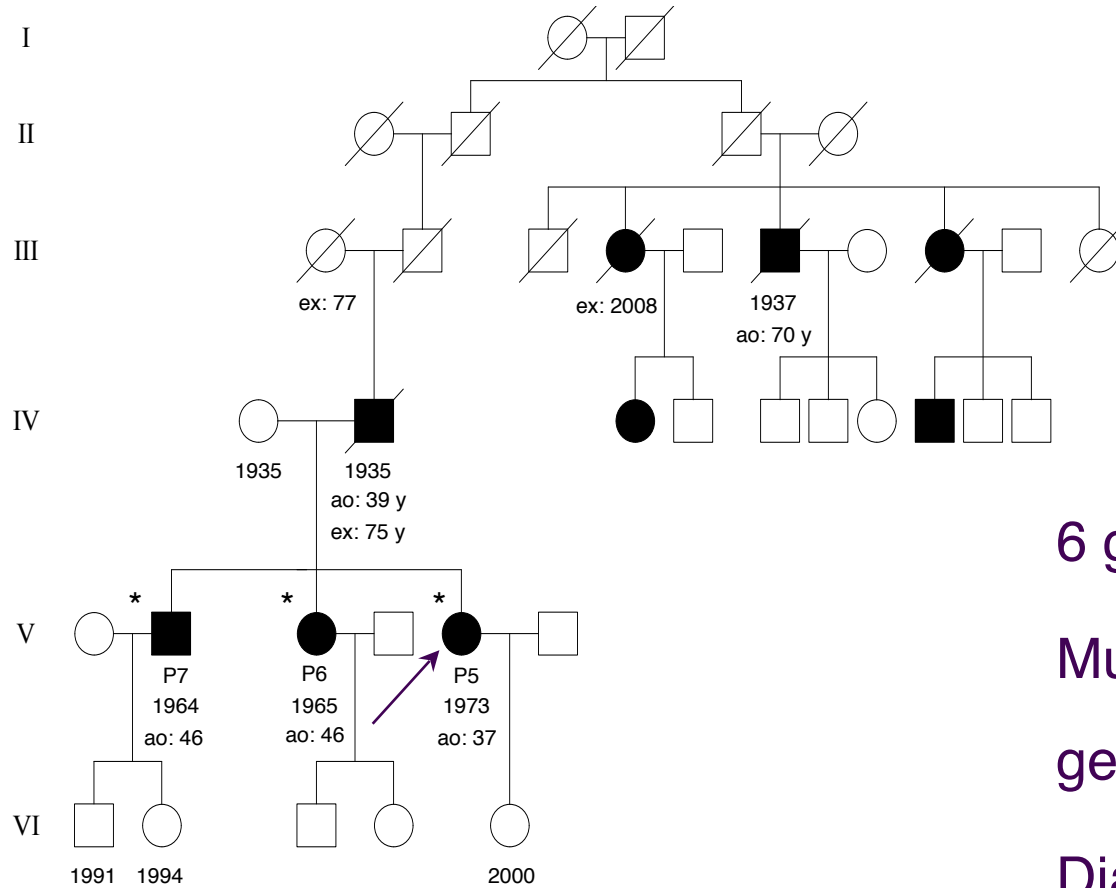 I
II
III
ex: 77
ex: 2008
1937
ao: 70 y
IV
1935
1935
ao: 39 y
ex: 75 y
6 g
Mu
ge
Dia
*
*
*
V
P7
1964
ao: 46
P6
1965
ao: 46
P5
1973
ao: 37
VI
1991
1994
2000